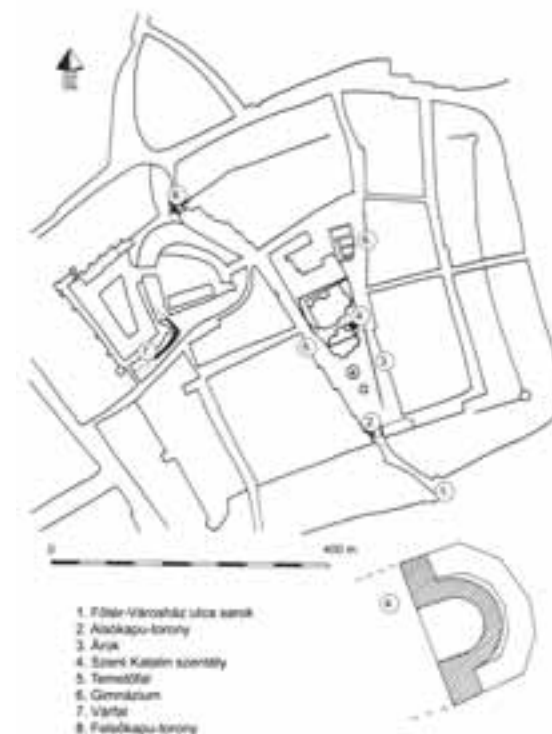 0 400 m
1. Főtér-Városház utca sarok
2. Alsókapu-torony
3. Árok
4. Szent Katalin szentély
5. Temetőfal
6. Gimnázium
7. Várfal
8. Felsőkapu-torony